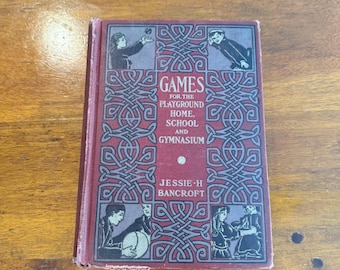 GAMES
FOR THE
PLAYGROUND
HOME,
SCHOOL
AND
GYMNASIUM
JESSIE·H
BANCROFT